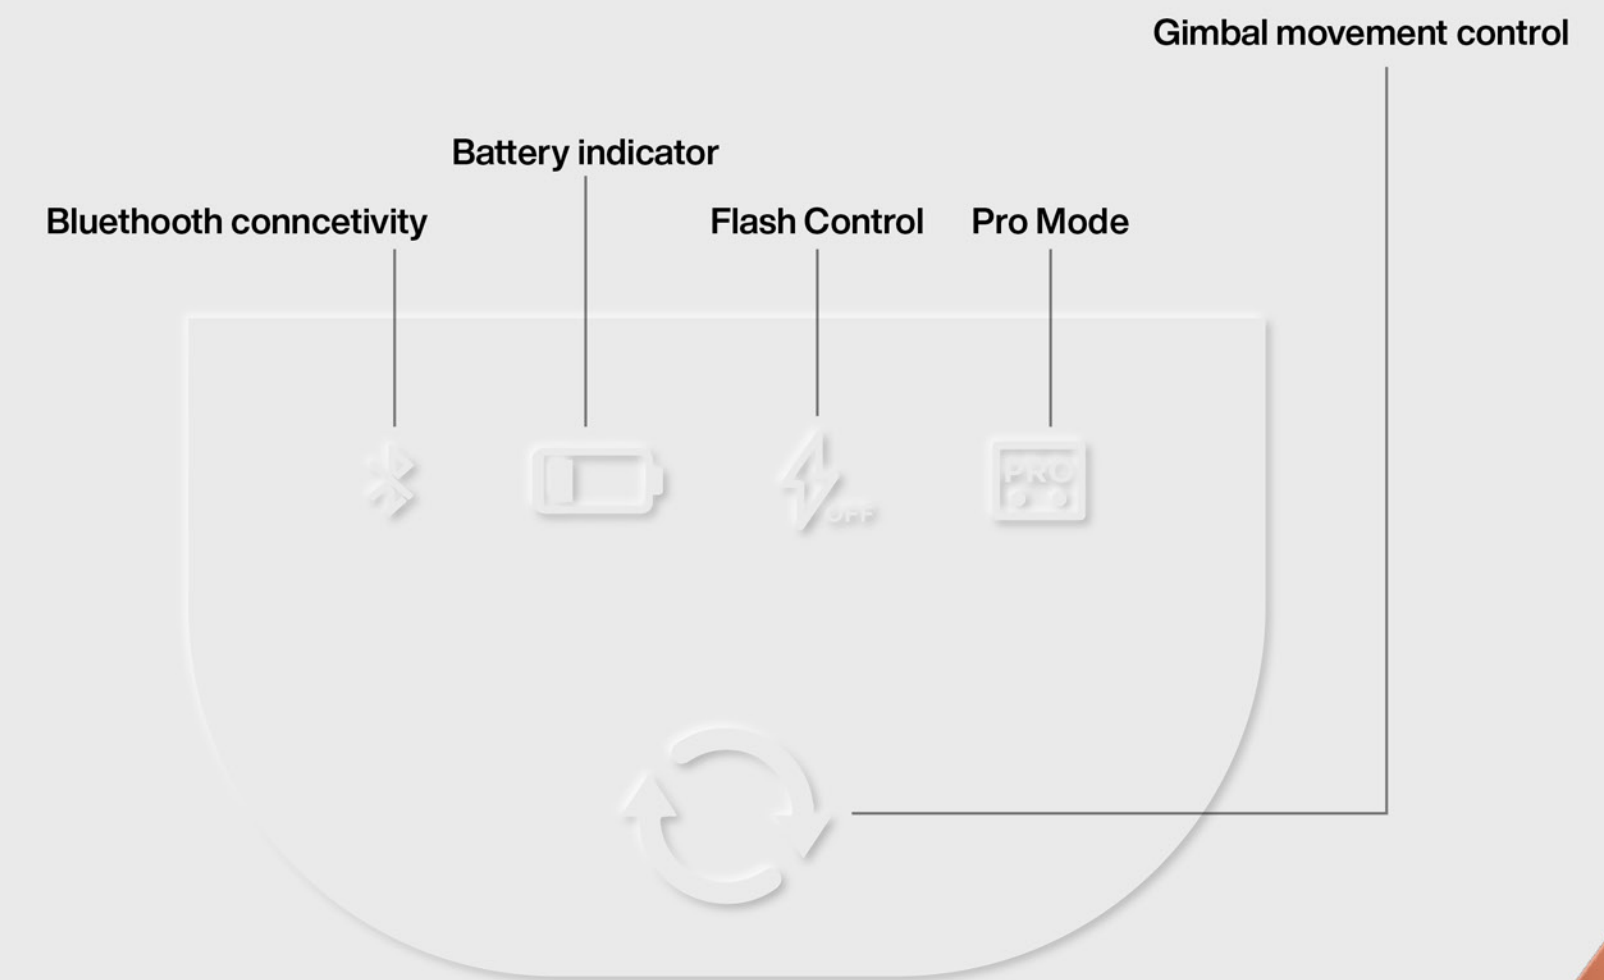 Gimbal movement control
Battery indicator
Bluethooth conncetivity
Flash Control
Pro Mode
OFF
PRO